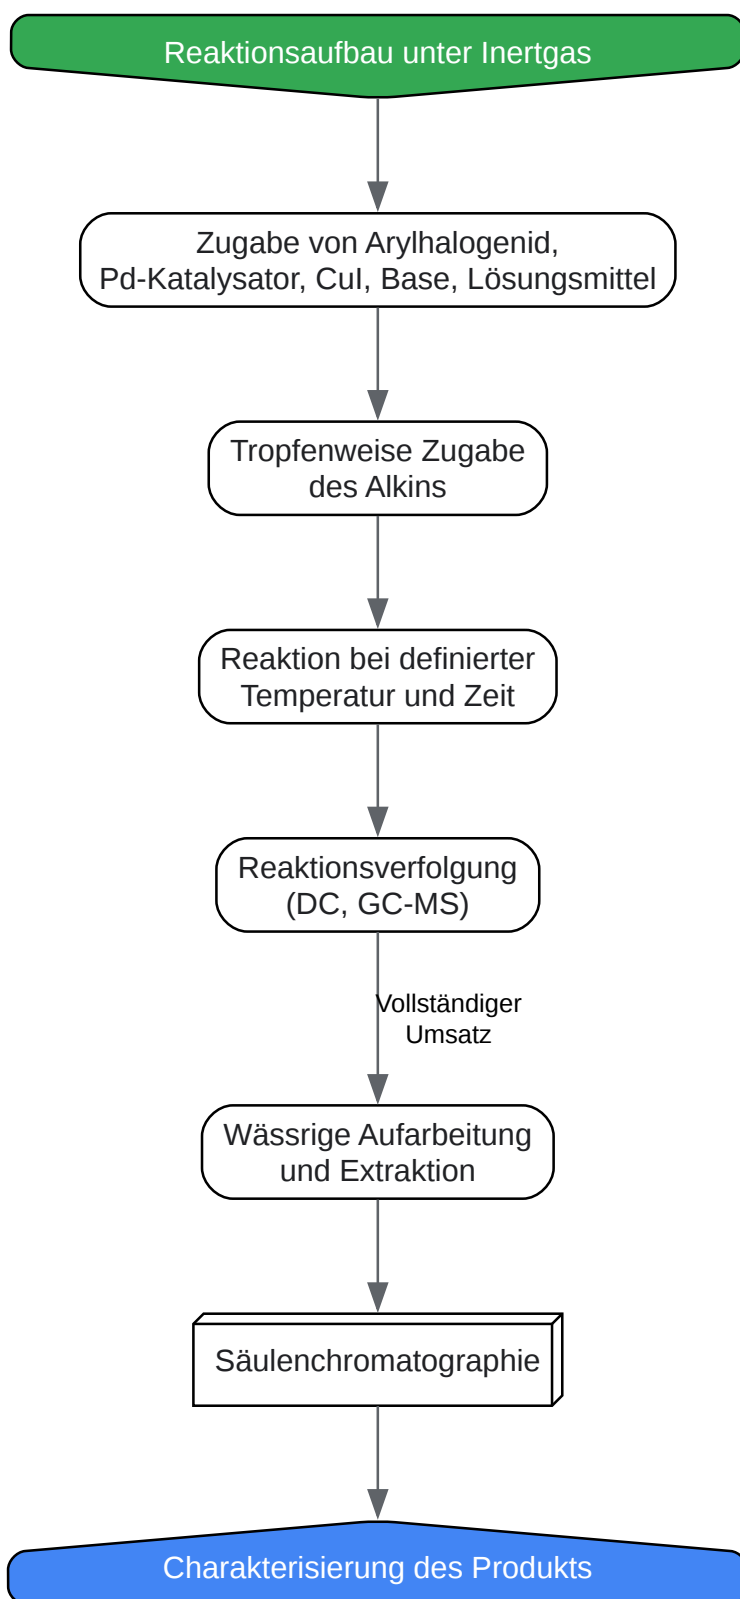 Reaktionsaufbau unter Inertgas
Zugabe von Arylhalogenid,
Pd-Katalysator, CuI, Base, Lösungsmittel
Tropfenweise Zugabe
des Alkins
Reaktion bei definierter
Temperatur und Zeit
Reaktionsverfolgung
(DC, GC-MS)
Vollständiger
Umsatz
Wässrige Aufarbeitung
und Extraktion
Säulenchromatographie
Charakterisierung des Produkts